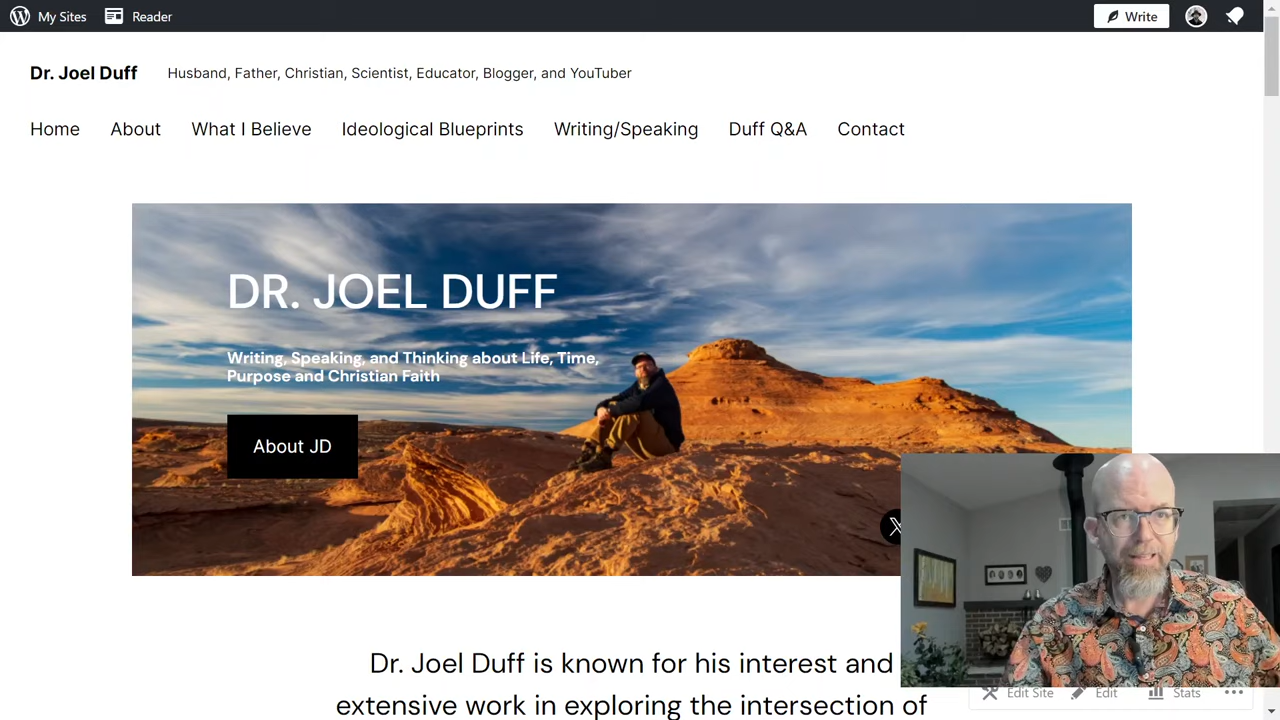 My Sites Reader Write
Dr. Joel Duff Husband, Father, Christian, Scientist, Educator, Blogger, and YouTuber
Home About What I Believe Ideological Blueprints Writing/Speaking Duff Q&A Contact
DR. JOEL DUFF
Writing, Speaking, and Thinking about Life, Time,
Purpose and Christian Faith
About JD
Dr. Joel Duff is known for his interest and
extensive work in exploring the intersection of
Edit Site Edit Stats